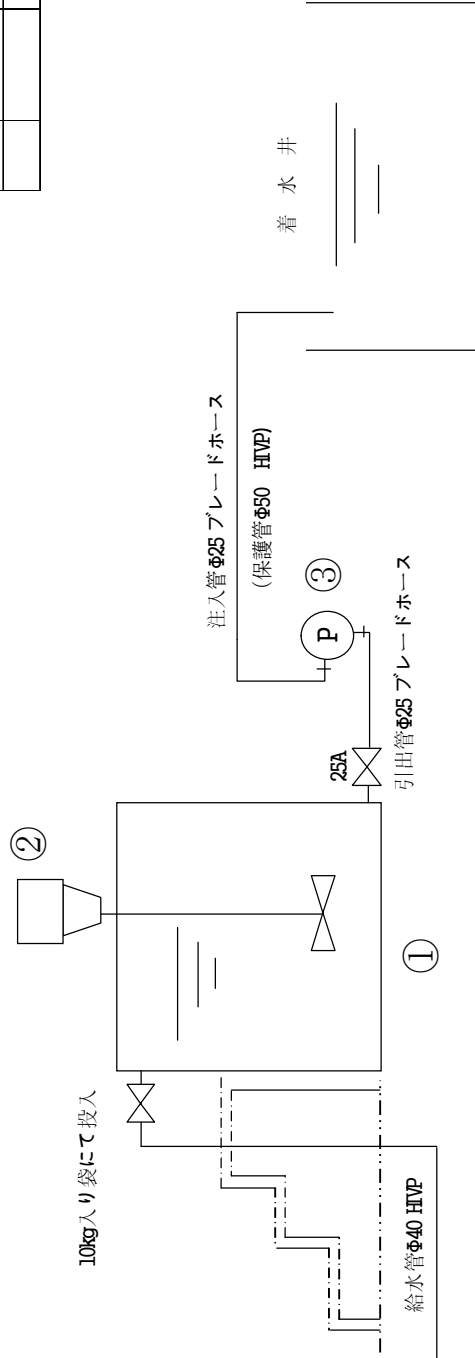 ②
10kg入り袋にて投入
注入管Φ25 ブレードホース
(保護管Φ50 HIVP)
着水井
25A
P
③
引出管Φ25 ブレードホース
①
給水管Φ40 HIVP